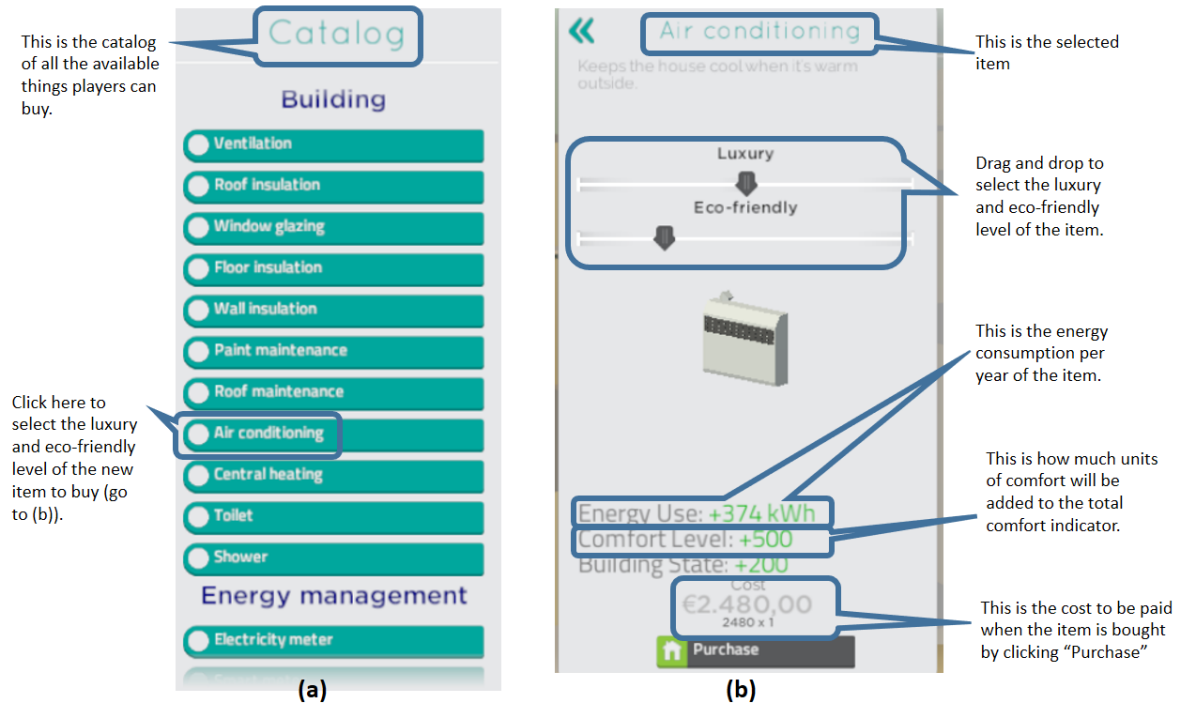 This is the catalog
of all the available
things players can
buy.
Click here to
select the luxury
and eco-friendly
level of the new
item to buy (go
to (b)).
Catalog
Building
Ventilation
Roof insulation
Window glazing
Floor insulation
Wall insulation
Paint maintenance
Roof maintenance
Air conditioning
Central heating
Toilet
Shower
Energy management
Electricity meter
(a)
Air conditioning
Keeps the house cool when it's warm
outside.
Luxury
Eco-friendly
Energy Use: +374 kWh
Comfort Level: +500
Building State: +200
Cost
€2.480,00
2480 x 1
Purchase
(b)
This is the selected
item
Drag and drop to
select the luxury
and eco-friendly
level of the item.
This is the energy
consumption per
year of the item.
This is how much units
of comfort will be
added to the total
comfort indicator.
This is the cost to be paid
when the item is bought
by clicking “Purchase”